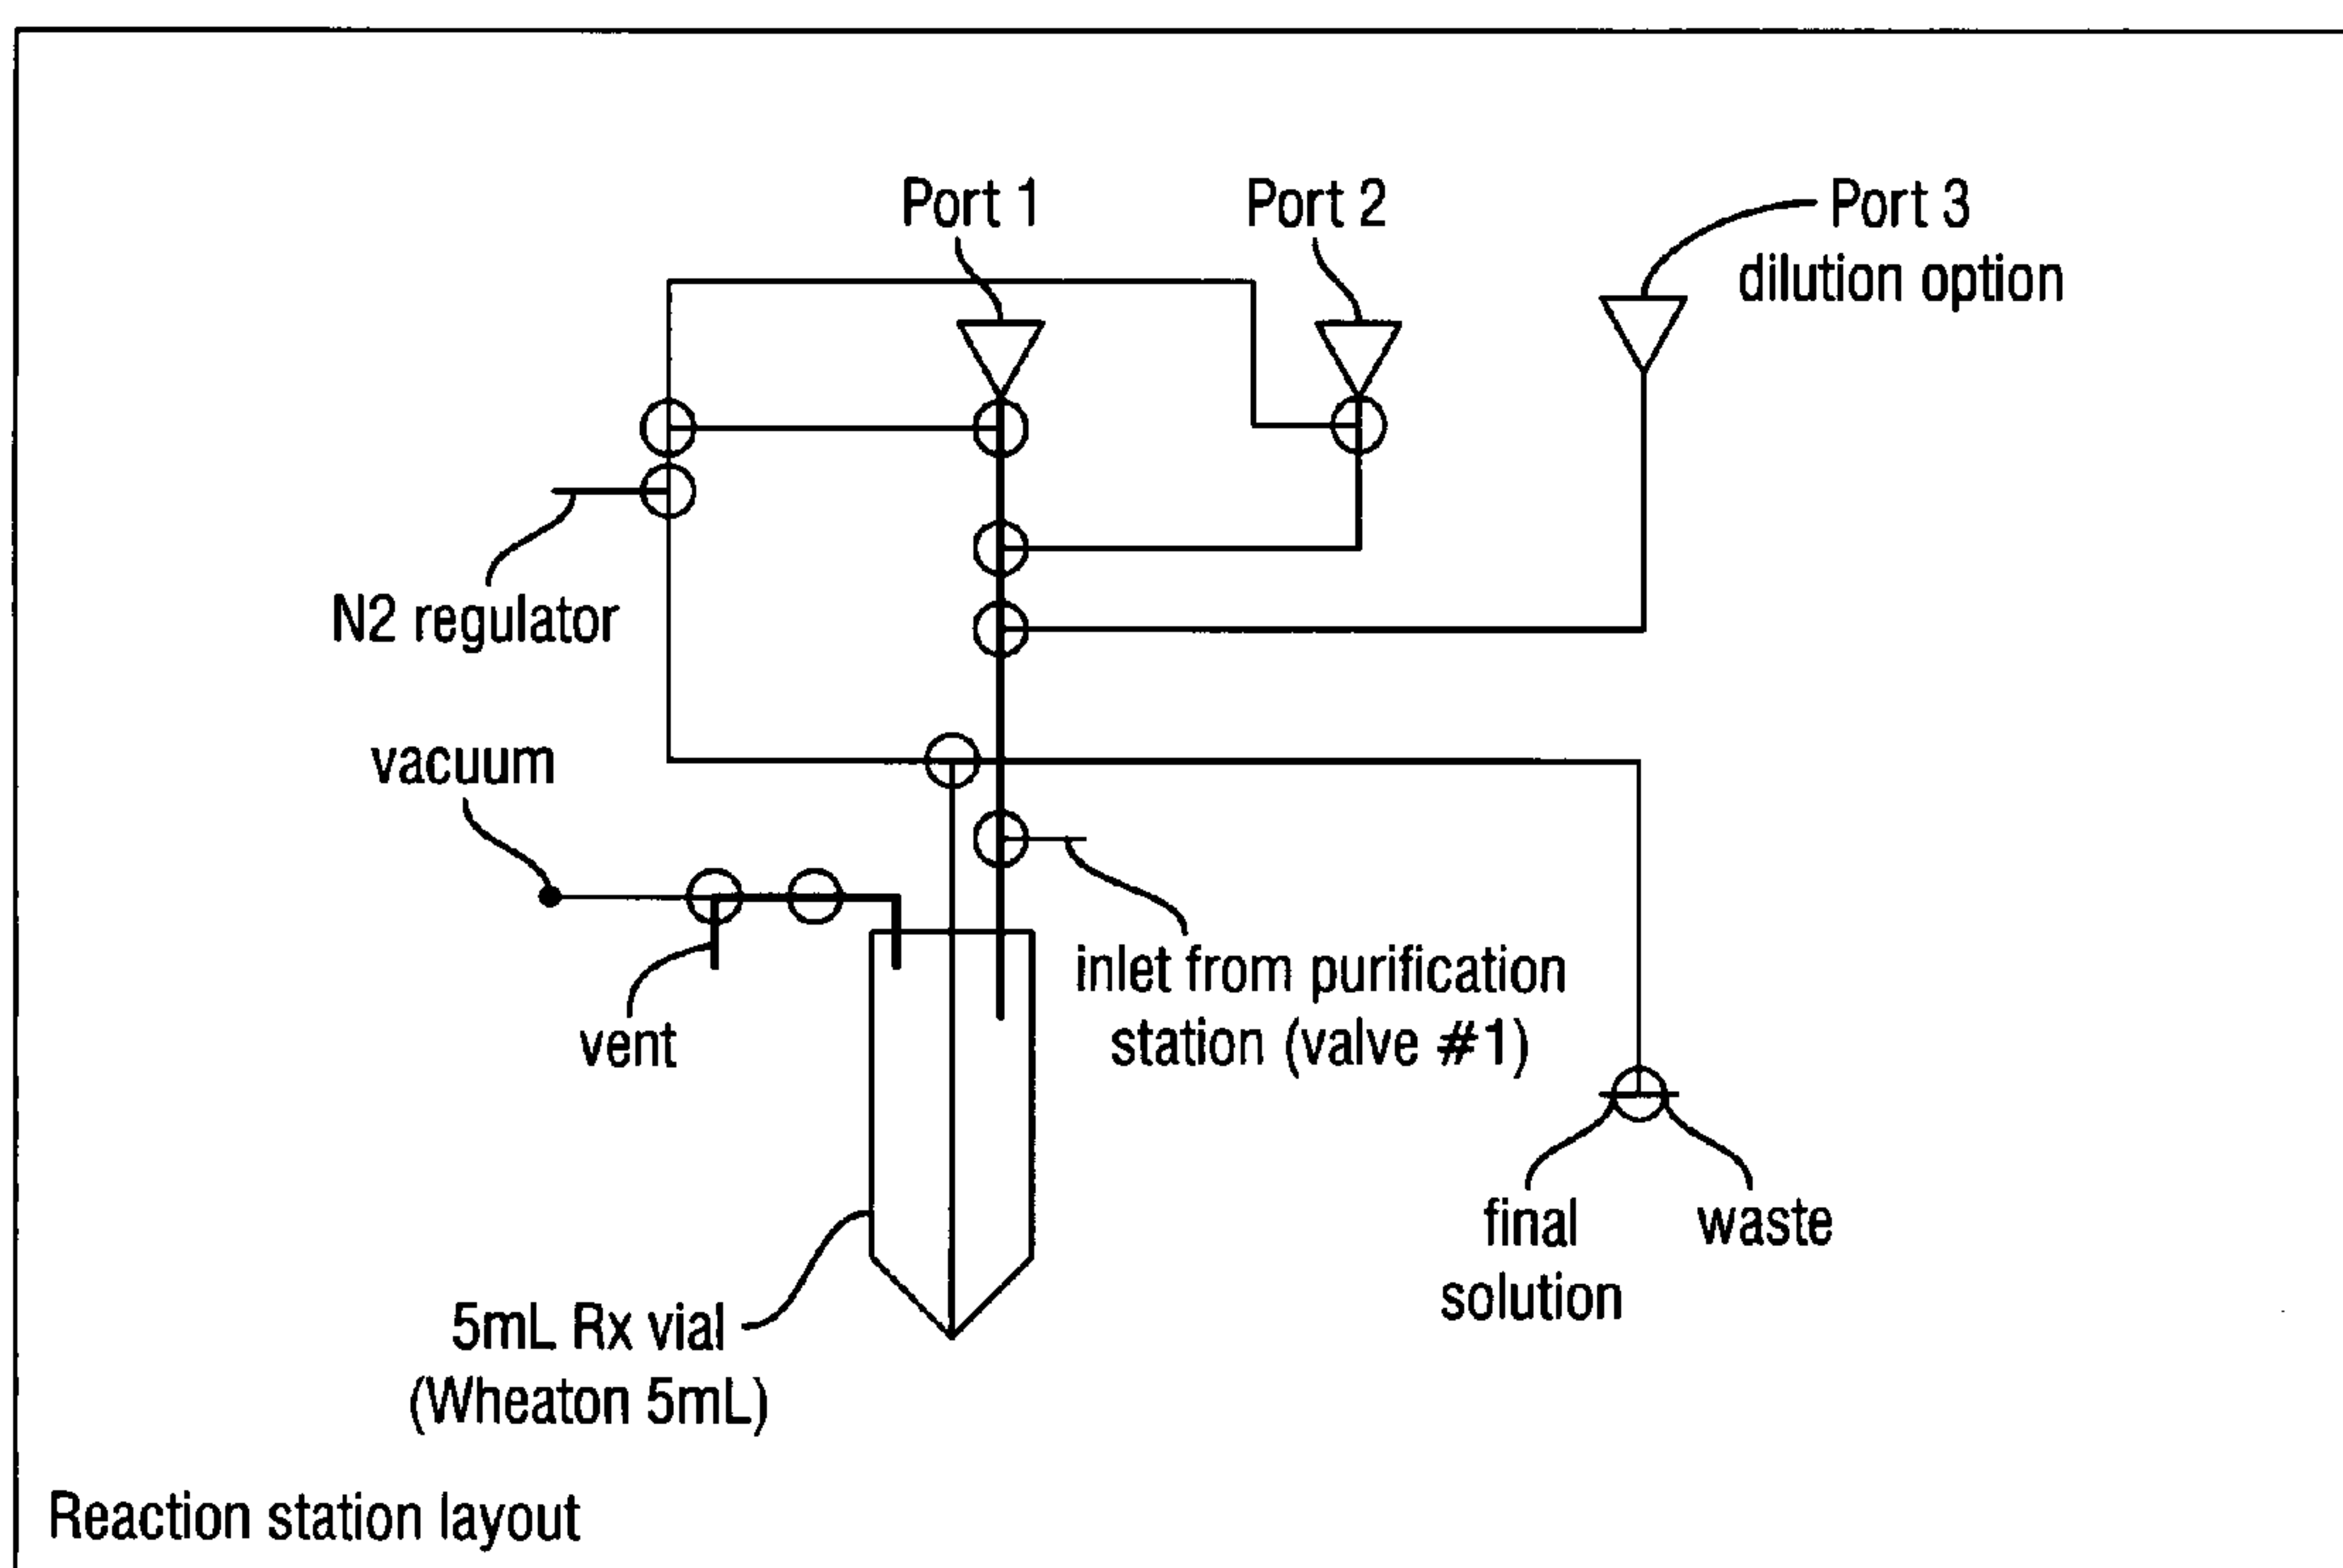 Port 1
Port 2
Port 3
dilution option
N2 regulator
vacuum
vent
inlet from purification
station (valve #1)
final
solution
waste
5mL Rx vial
(Wheaton 5mL)
Reaction station layout